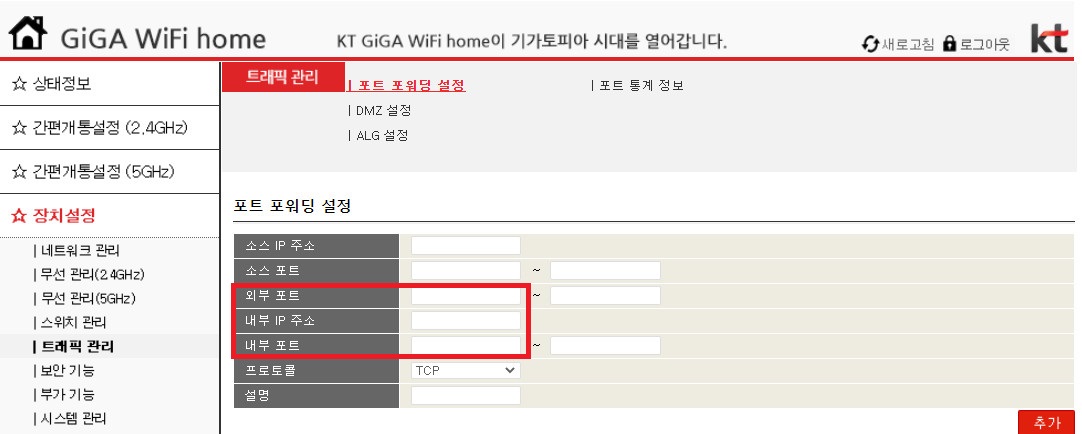 GiGA WiFi home
KT GiGA WiFi home이 기가토피아 시대를 열어갑니다.
새로고침 로그아웃 kt
☆ 상태정보
☆ 간편개통설정 (2.4GHz)
☆ 간편개통설정 (5GHz)
☆ 장치설정
| 네트워크 관리
| 무선 관리(2.4GHz)
| 무선 관리(5GHz)
| 스위치 관리
| 트래픽 관리
| 보안 기능
| 부가 기능
| 시스템 관리
트래픽 관리
| 포트 포워딩 설정
| 포트 통계 정보
| DMZ 설정
| ALG 설정
포트 포워딩 설정
소스 IP 주소
소스 포트 ~
외부 포트 ~
내부 IP 주소
내부 포트 ~
프로토콜 TCP
설명
추가